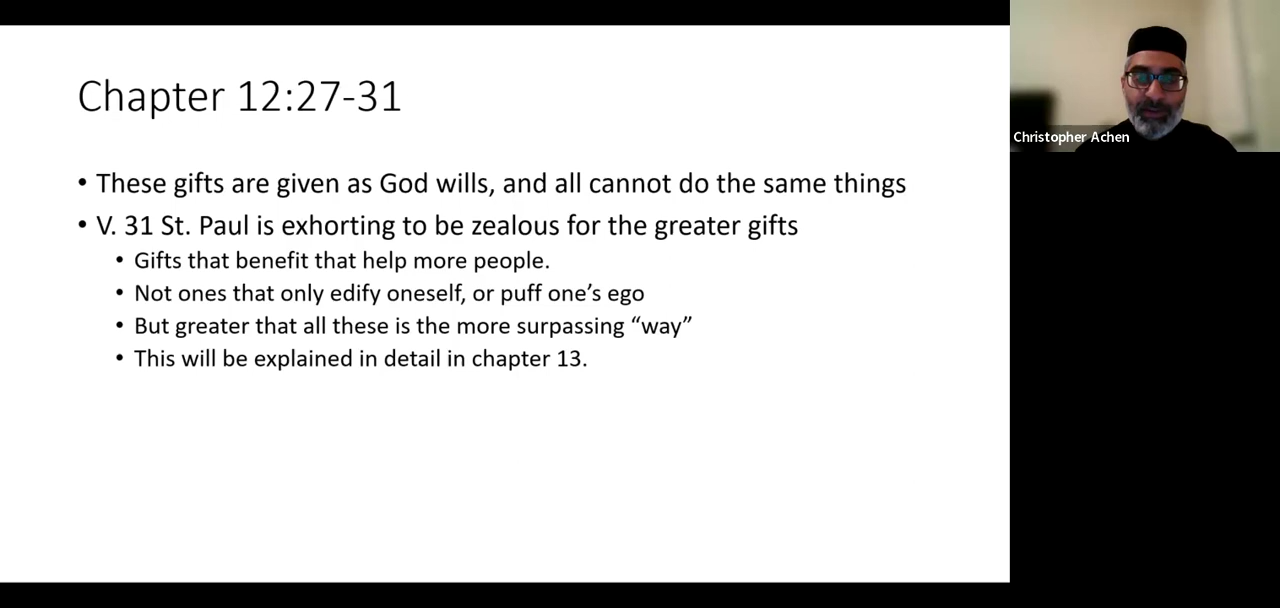 Chapter 12:27-31
• These gifts are given as God wills, and all cannot do the same things
• V. 31 St. Paul is exhorting to be zealous for the greater gifts
• Gifts that benefit that help more people.
• Not ones that only edify oneself, or puff one’s ego
• But greater that all these is the more surpassing “way”
• This will be explained in detail in chapter 13.
Christopher Achen